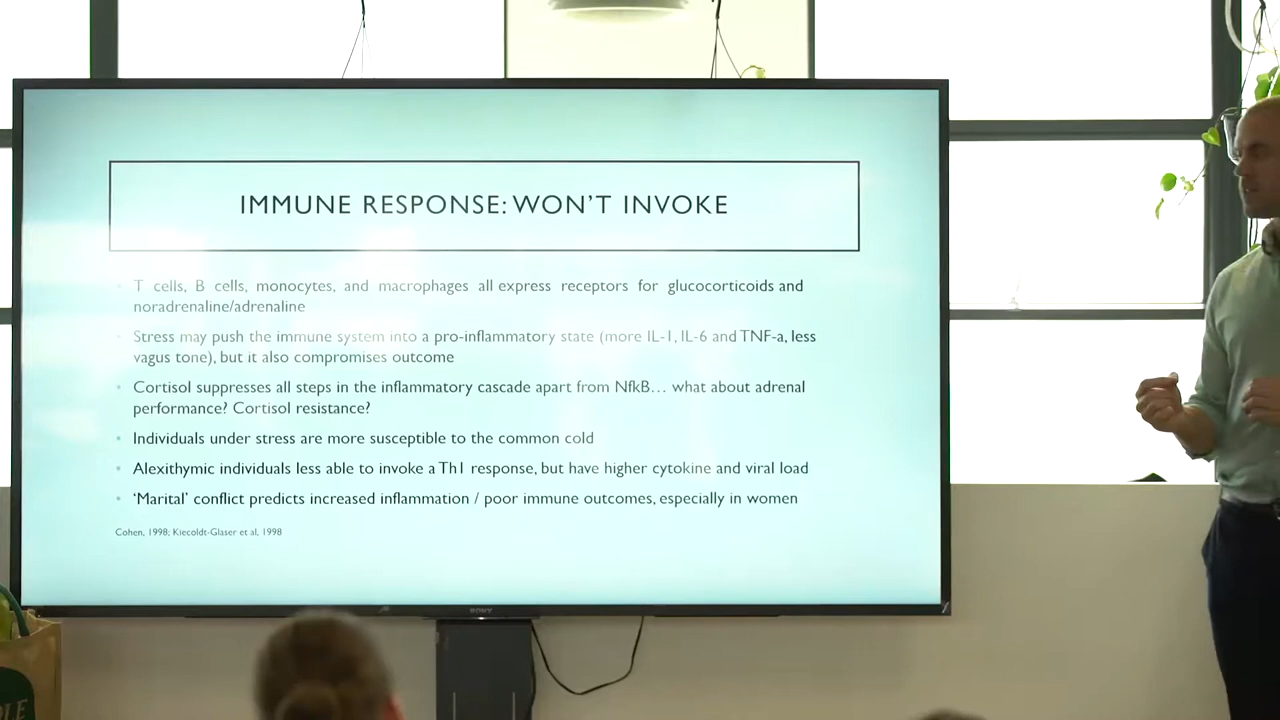 IMMUNE RESPONSE: WON'T INVOKE
T cells, B cells, monocytes, and macrophages all express receptors for glucocorticoids and
noradrenaline/adrenaline
Stress may push the immune system into a pro-inflammatory state (more IL-1, IL-6 and TNF-a, less
vagus tone), but it also compromises outcome
Cortisol suppresses all steps in the inflammatory cascade apart from NfkB… what about adrenal
performance? Cortisol resistance?
Individuals under stress are more susceptible to the common cold
Alexithymic individuals less able to invoke a Th1 response, but have higher cytokine and viral load
'Marital' conflict predicts increased inflammation / poor immune outcomes, especially in women
Cohen, 1998; Kiecoldt-Glaser et al, 1998
SONY